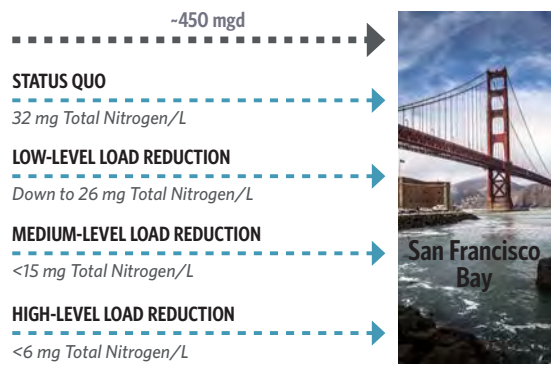 ~450 mgd
STATUS QUO
32 mg Total Nitrogen/L
LOW-LEVEL LOAD REDUCTION
Down to 26 mg Total Nitrogen/L
MEDIUM-LEVEL LOAD REDUCTION
<15 mg Total Nitrogen/L
HIGH-LEVEL LOAD REDUCTION
<6 mg Total Nitrogen/L
San Francisco
Bay